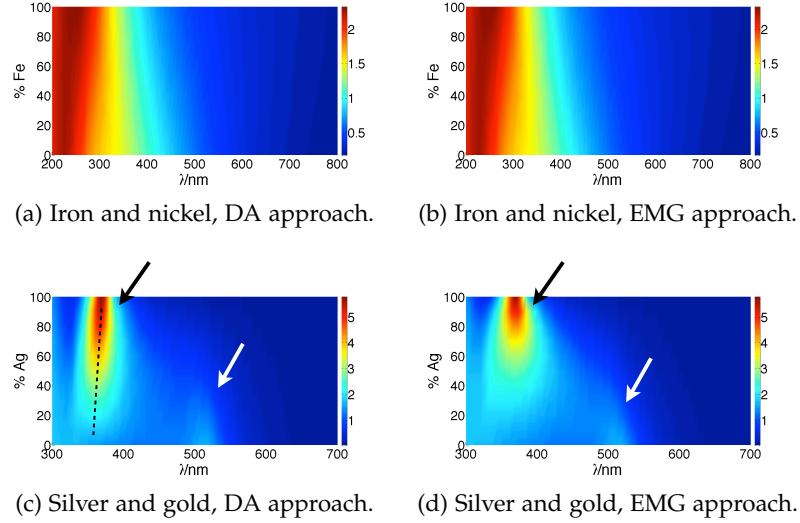 100
80
60
40
20
0
% Fe
200 300 400 500 600 700 800
λ/nm
2
1.5
1
0.5
100
80
60
40
20
0
% Fe
200 300 400 500 600 700 800
λ/nm
2
1.5
1
0.5
(a) Iron and nickel, DA approach.
(b) Iron and nickel, EMG approach.
100
80
60
40
20
0
% Ag
300 400 500 600 700
λ/nm
5
4
3
2
1
100
80
60
40
20
0
% Ag
300 400 500 600 700
λ/nm
5
4
3
2
1
(c) Silver and gold, DA approach.
(d) Silver and gold, EMG approach.